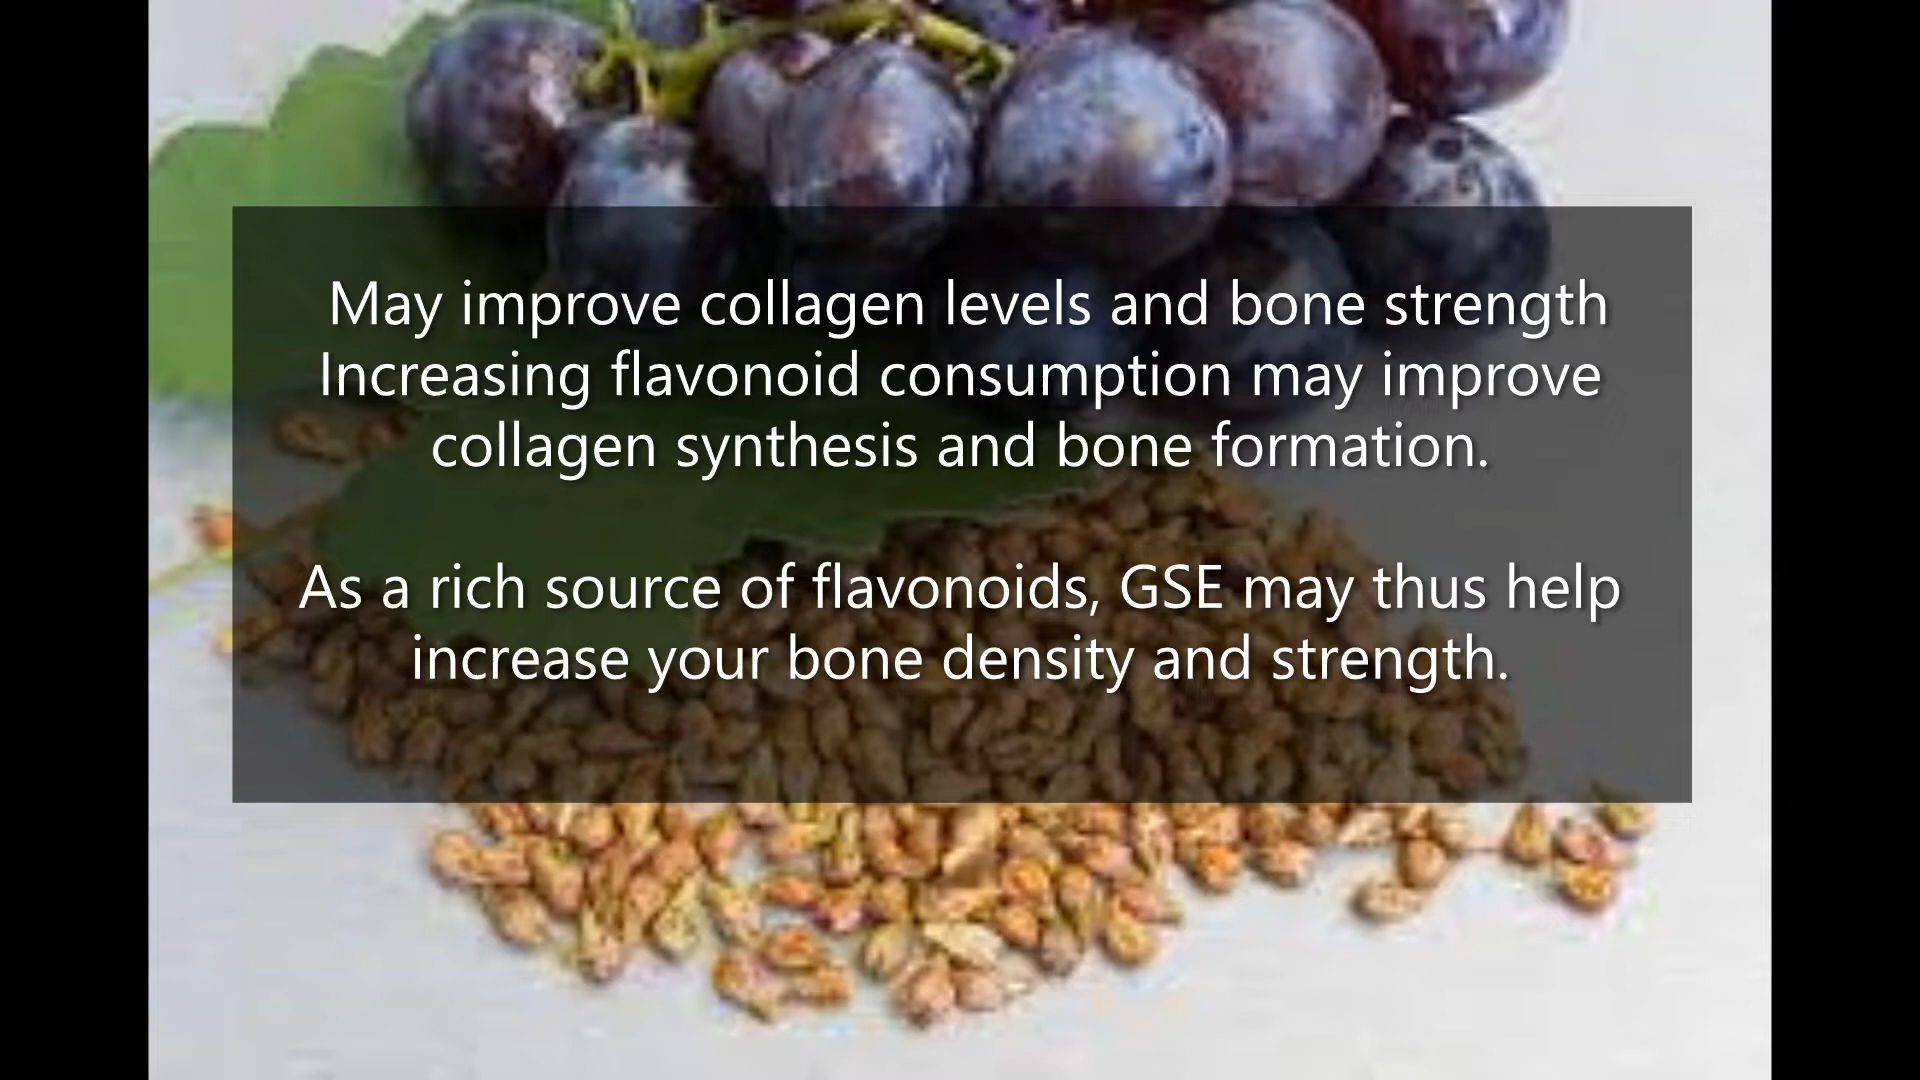 May improve collagen levels and bone strength
Increasing flavonoid consumption may improve
collagen synthesis and bone formation.
As a rich source of flavonoids, GSE may thus help
increase your bone density and strength.